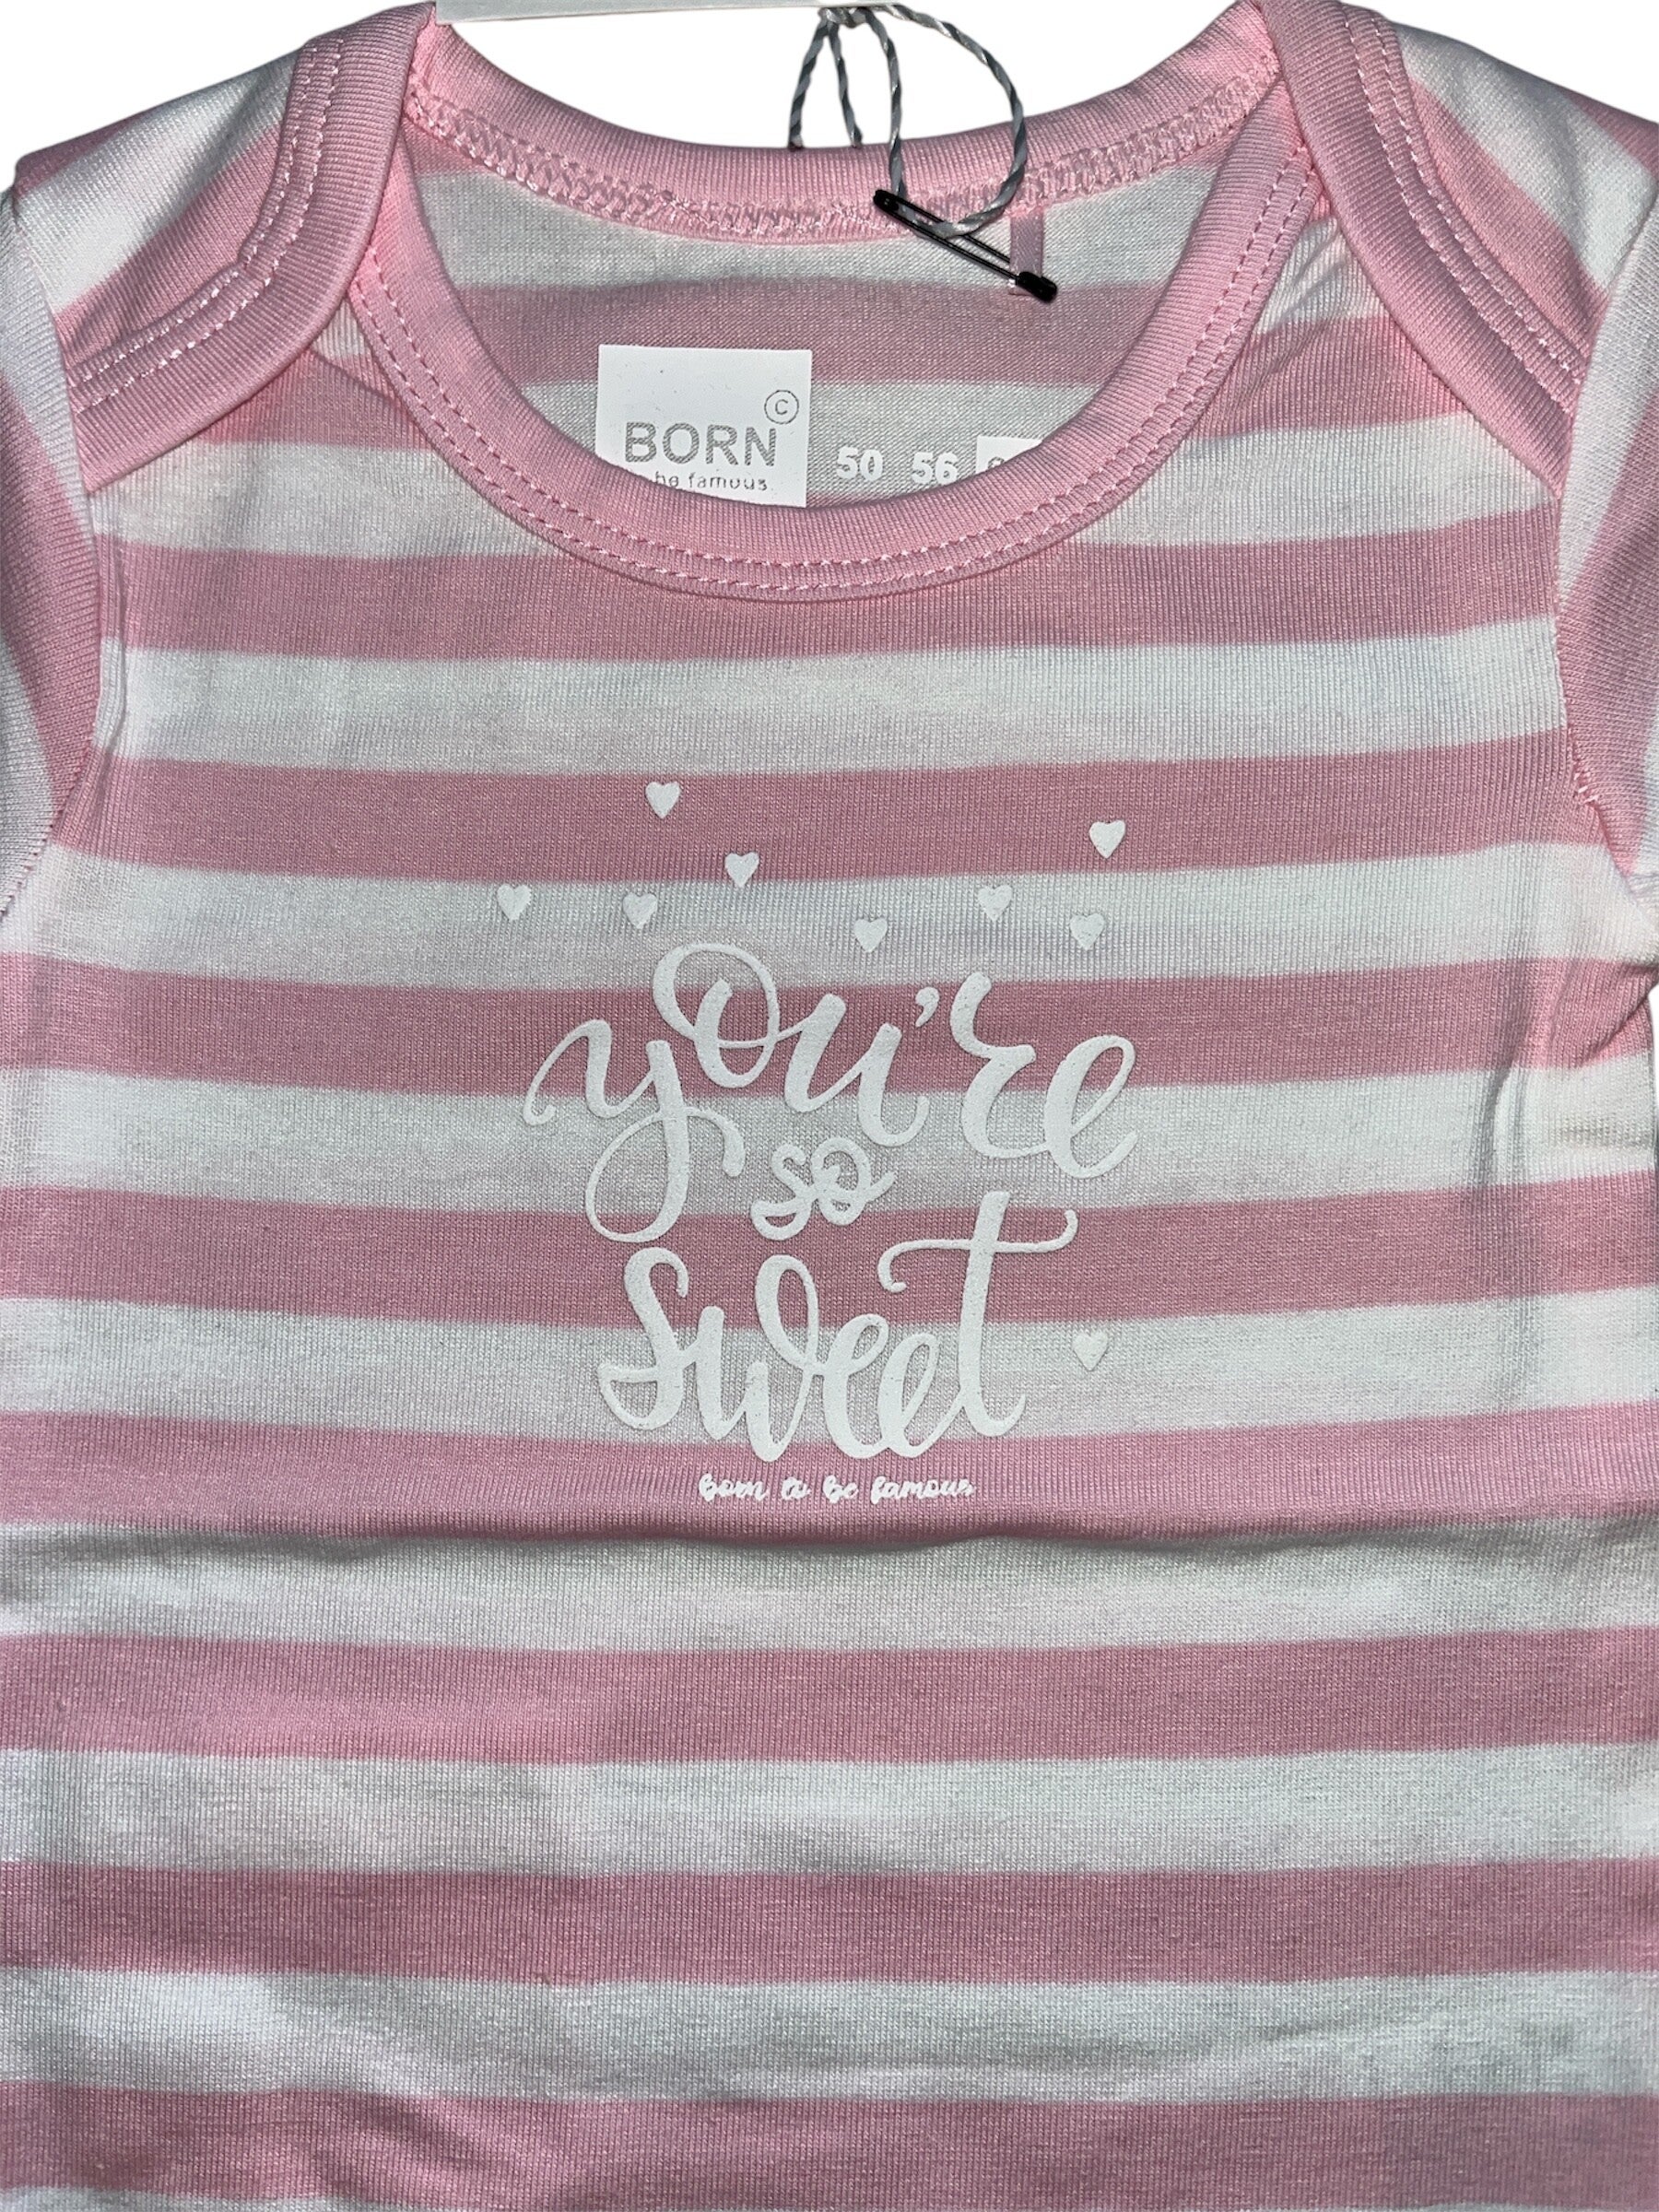 ©
BORN
be famous
50 56
you're
so
sweet
born to be famous